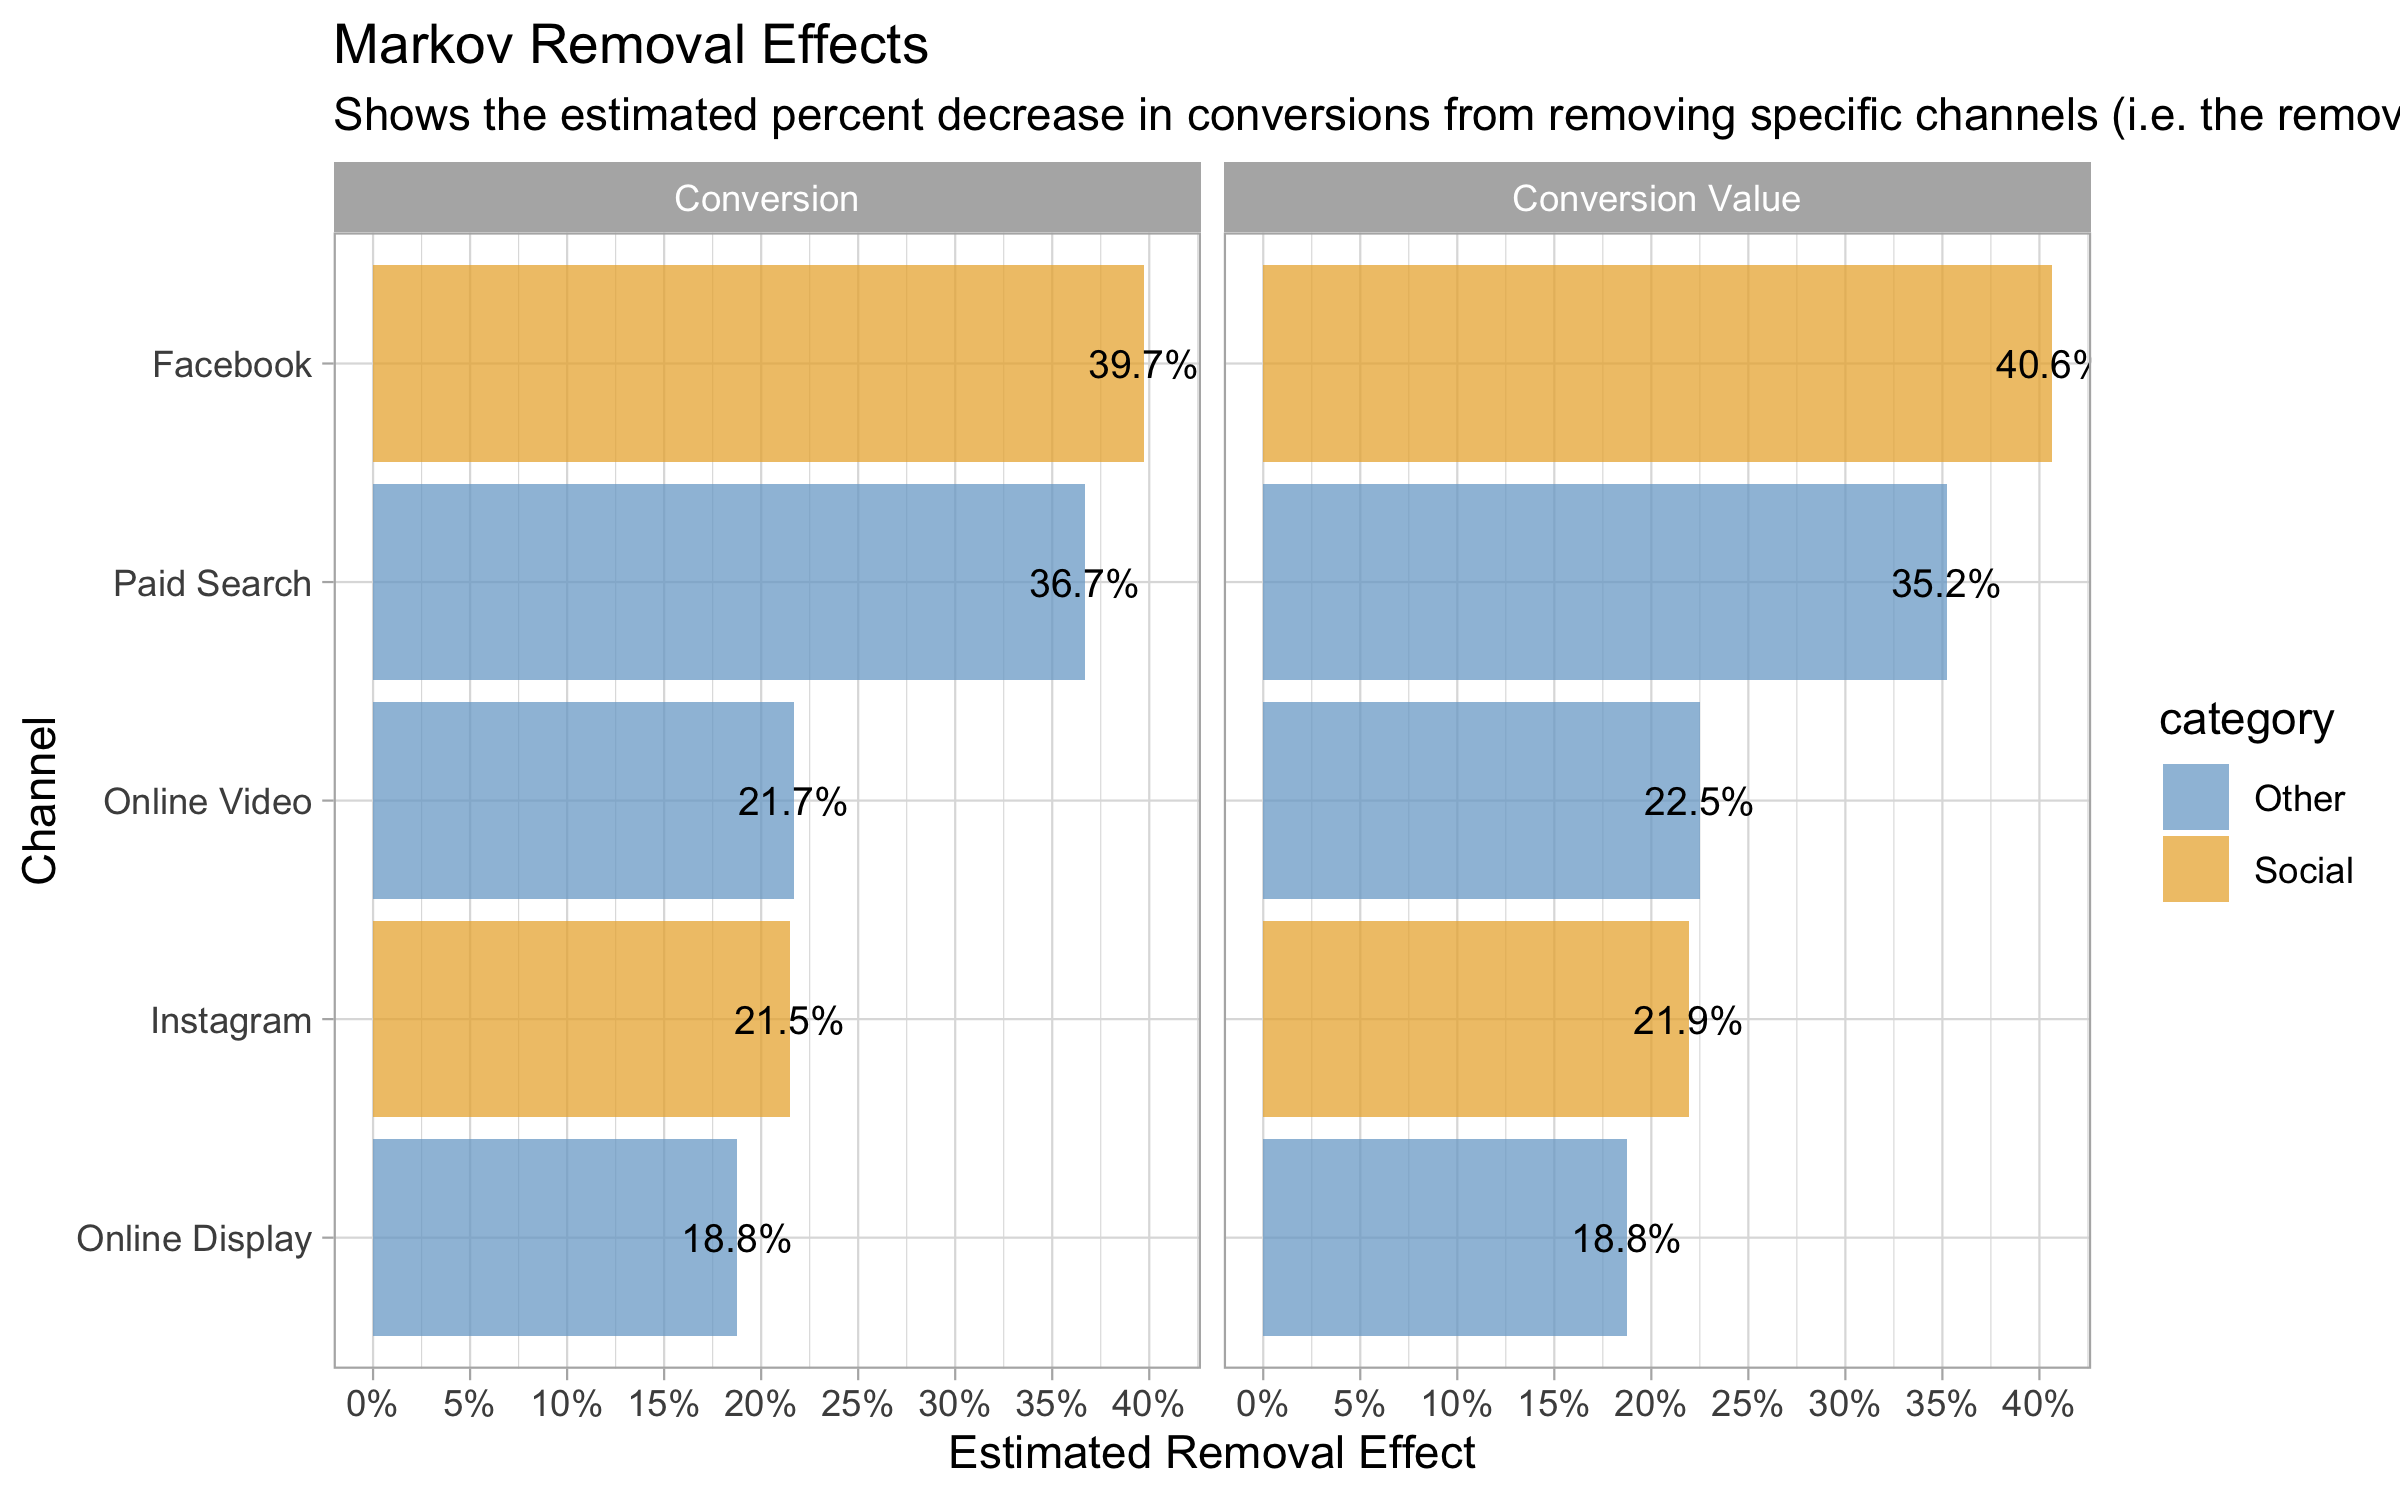 Markov Removal Effects
Shows the estimated percent decrease in conversions from removing specific channels (i.e. the remov
Conversion
Conversion Value
Facebook
39.7%
40.6%
Paid Search
36.7%
35.2%
Online Video
21.7%
22.5%
Instagram
21.5%
21.9%
Online Display
18.8%
18.8%
Channel
category
Other
Social
0% 5% 10% 15% 20% 25% 30% 35% 40%
0% 5% 10% 15% 20% 25% 30% 35% 40%
Estimated Removal Effect